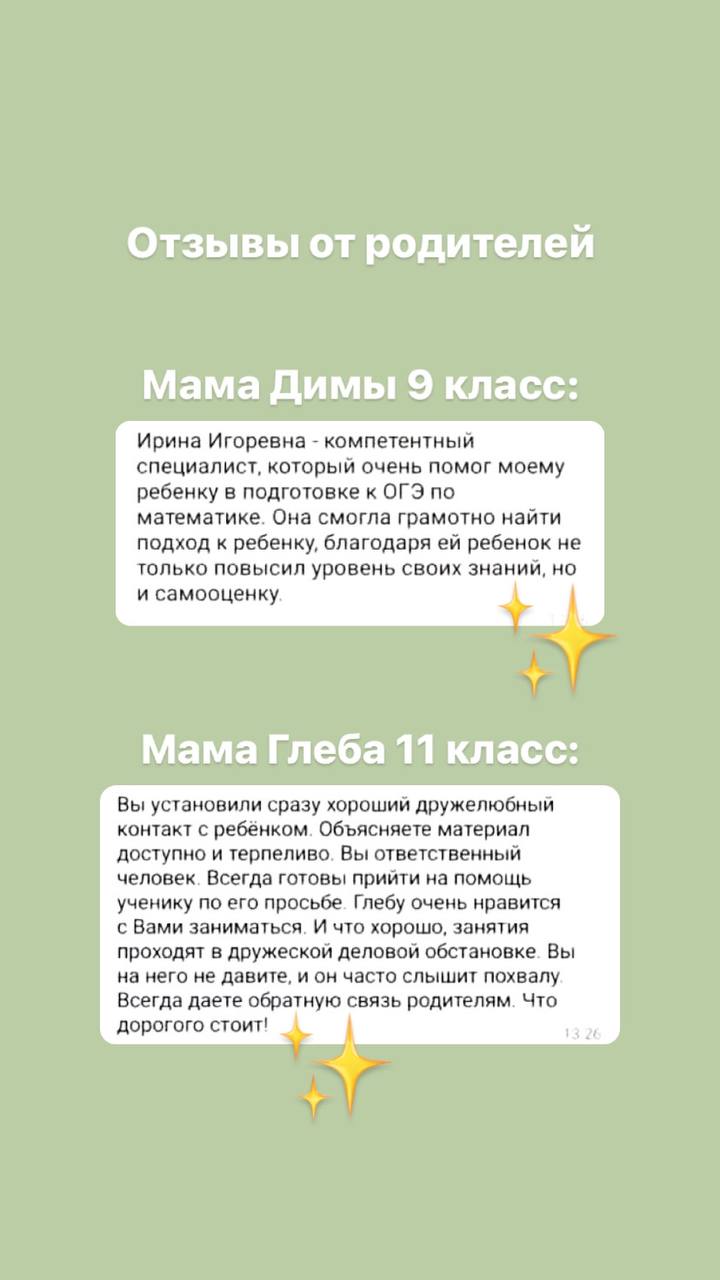 Отзывы от родителей
Мама Димы 9 класс:
Ирина Игоревна - компетентный
специалист, который очень помог моему
ребенку в подготовке к ОГЭ по
математике. Она смогла грамотно найти
подход к ребенку, благодаря ей ребенок не
только повысил уровень своих знаний, но
и самооценку.
Мама Глеба 11 класс:
Вы установили сразу хороший дружелюбный
контакт с ребёнком. Объясняете материал
доступно и терпеливо. Вы ответственный
человек. Всегда готовы прийти на помощь
ученику по его просьбе. Глебу очень нравится
с Вами заниматься. И что хорошо, занятия
проходят в дружеской деловой обстановке. Вы
на него не давите, и он часто слышит похвалу.
Всегда даете обратную связь родителям. Что
дорогого стоит!
13:26